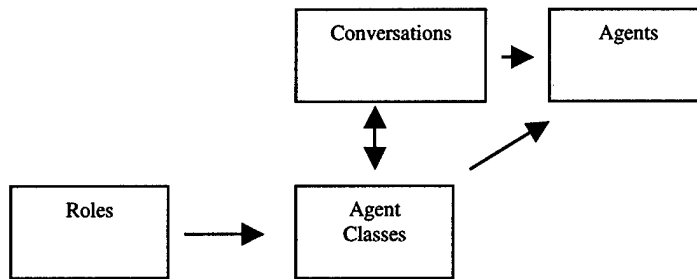 Conversations
Agents
Roles
Agent
Classes